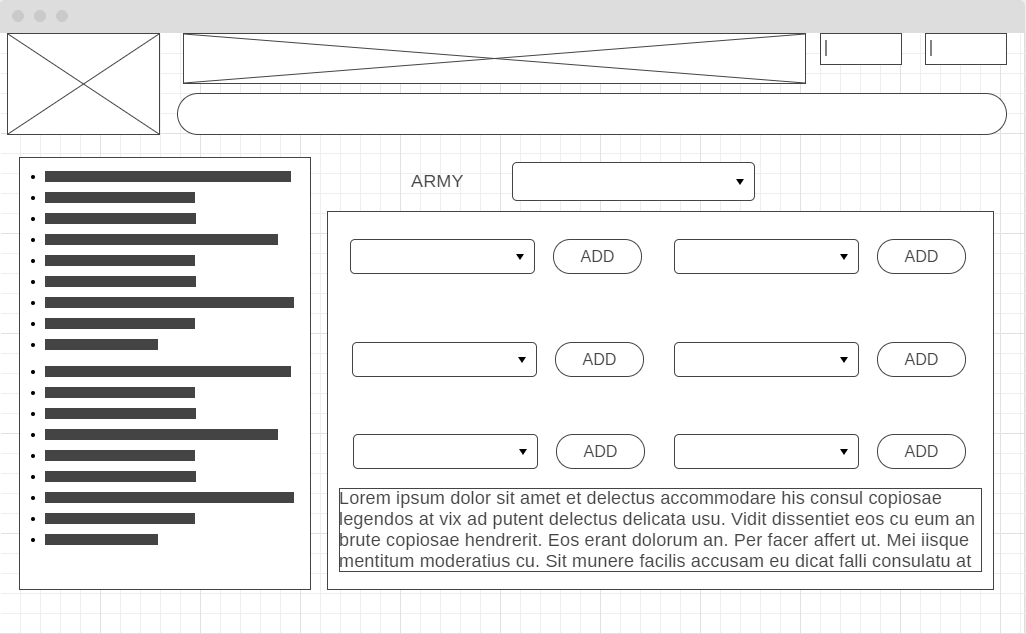 ARMY
ADD
ADD
ADD
ADD
ADD
ADD
Lorem ipsum dolor sit amet et delectus accommodare his consul copiosae
legendos at vix ad putent delectus delicata usu. Vidit dissentiet eos cu eum an
brute copiosae hendrerit. Eos erant dolorum an. Per facer affert ut. Mei iisque
mentitum moderatius cu. Sit munere facilis accusam eu dicat falli consulatu at